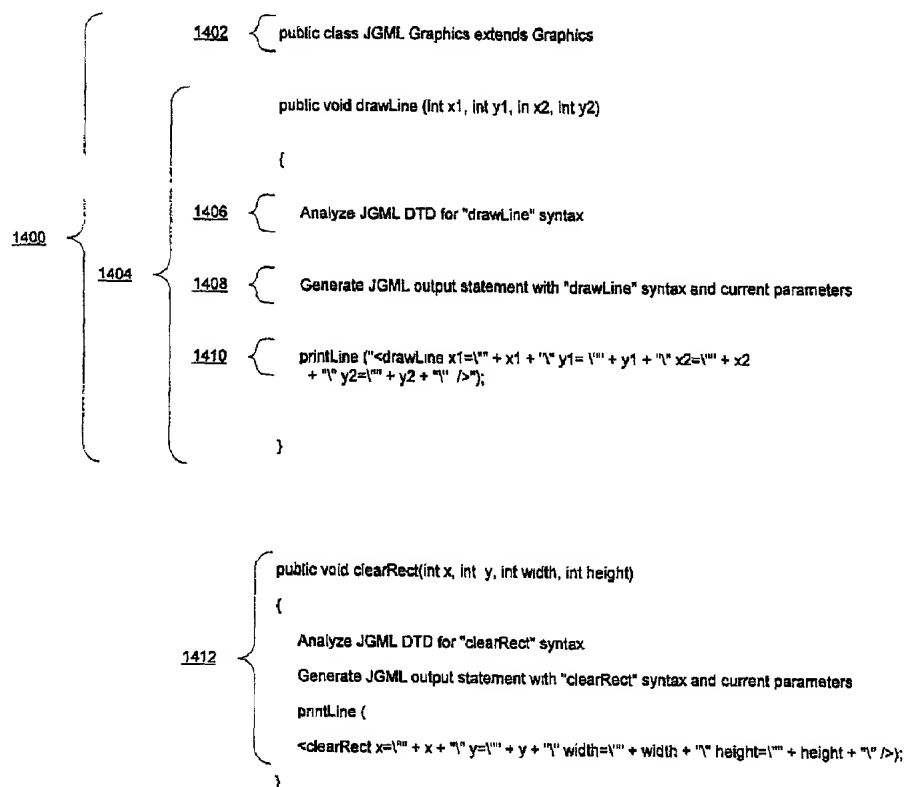 1402 public class JGML Graphics extends Graphics
public void drawLine (int x1, int y1, in x2, int y2)
{
1406 Analyze JGML DTD for "drawLine" syntax
1400
1404
1408 Generate JGML output statement with "drawLine" syntax and current parameters
1410 printLine ("<drawLine x1=\"" + x1 + "\" y1= \"" + y1 + "\" x2=\"" + x2
+ "\" y2=\"" + y2 + "\" />");
}
public void clearRect(int x, int y, int width, int height)
{
Analyze JGML DTD for "clearRect" syntax
1412
Generate JGML output statement with "clearRect" syntax and current parameters
printLine (
<clearRect x=\"" + x + "\" y=\"" + y + "\" width=\"" + width + "\" height=\"" + height + "\" />);
}